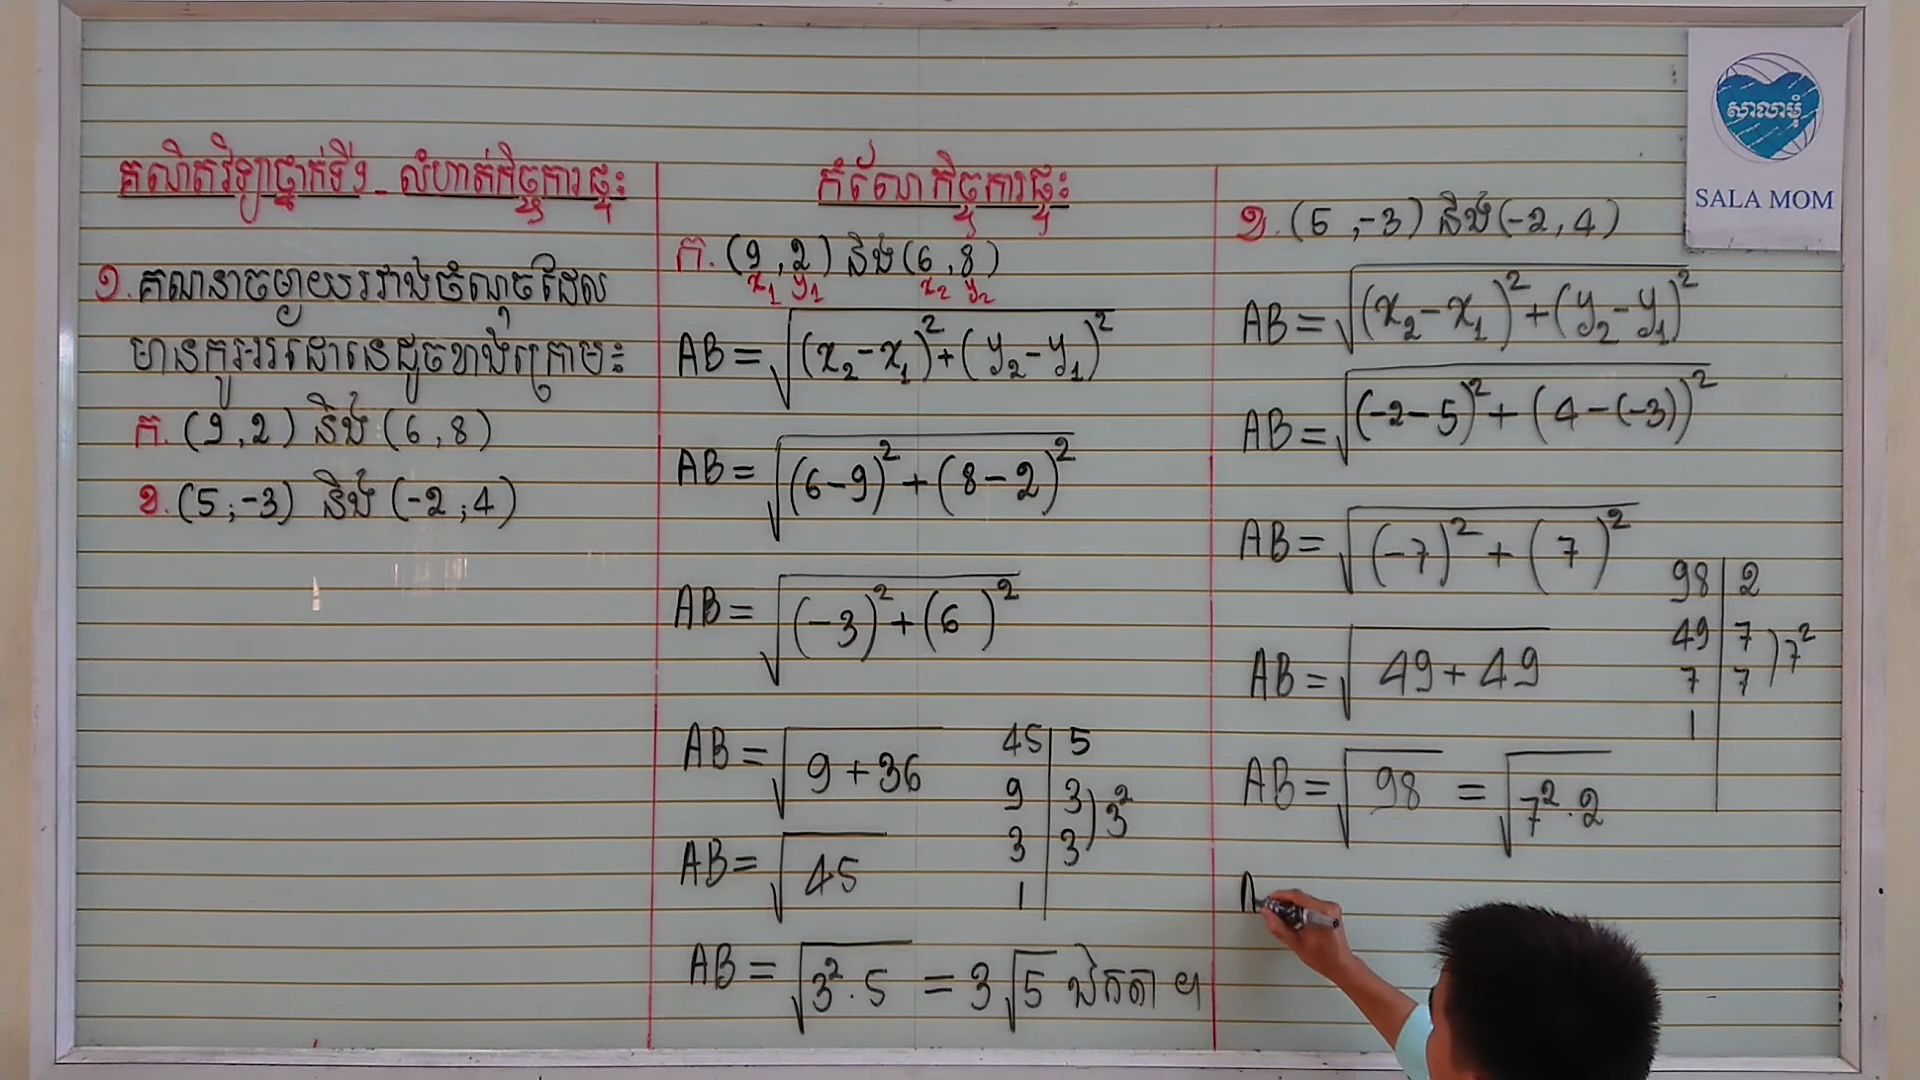 គណិតវិទ្យាថ្នាក់ទី៩ - លំហាត់កិច្ចការផ្ទះ
១. គណនាចម្ងាយរវាងចំណុចដែល
មានកូអរដោនេដូចខាងក្រោម៖
ក. (9, 2) និង (6, 8)
ខ. (5; -3) និង (-2; 4)
កំណែកិច្ចការផ្ទះ
ក. (9, 2) និង (6, 8)
x₁ y₁ x₂ y₂
AB = √((x₂ - x₁)² + (y₂ - y₁)²)
AB = √((6 - 9)² + (8 - 2)²)
AB = √((-3)² + (6)²)
AB = √(9 + 36)
AB = √45
AB = √(3² . 5) = 3√5 ឯកតា ។
45 | 5
9 | 3
3 | 3 ) 3²
1
ខ. (5, -3) និង (-2, 4)
AB = √((x₂ - x₁)² + (y₂ - y₁)²)
AB = √((-2 - 5)² + (4 - (-3))²)
AB = √((-7)² + (7)²)
AB = √(49 + 49)
AB = √98 = √(7² . 2)
98 | 2
49 | 7
7 | 7 ) 7²
1
សាលាមុំ
SALA MOM